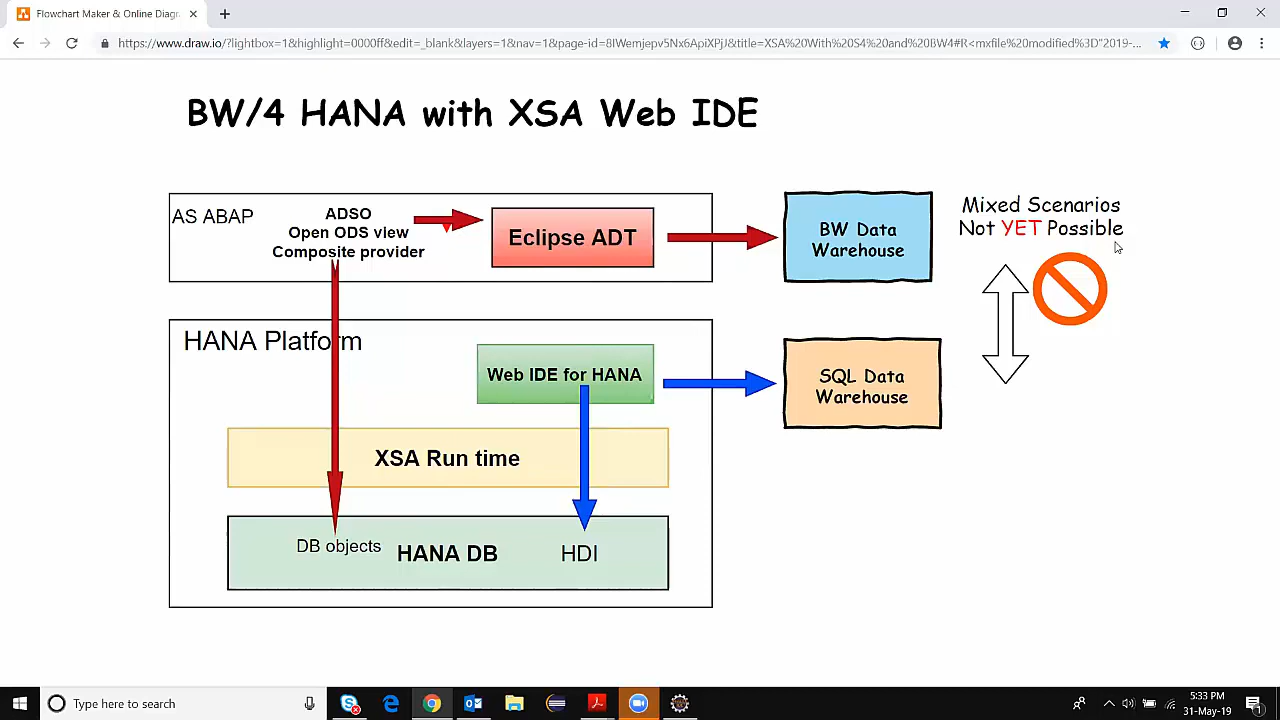 Flowchart Maker & Online Diagra
https://www.draw.io/?lightbox=1&highlight=0000ff&edit=_blank&layers=1&nav=1&page-id=8IWemjepv5Nx6ApiXPjJ&title=XSA%20With%20S4%20and%20BW4#R<mxfile%20modified%3D"2019-...
BW/4 HANA with XSA Web IDE
AS ABAP
ADSO
Open ODS view
Composite provider
Eclipse ADT
BW Data
Warehouse
Mixed Scenarios
Not YET Possible
HANA Platform
Web IDE for HANA
SQL Data
Warehouse
XSA Run time
DB objects
HANA DB
HDI
Type here to search
5:33 PM
31-May-19
1